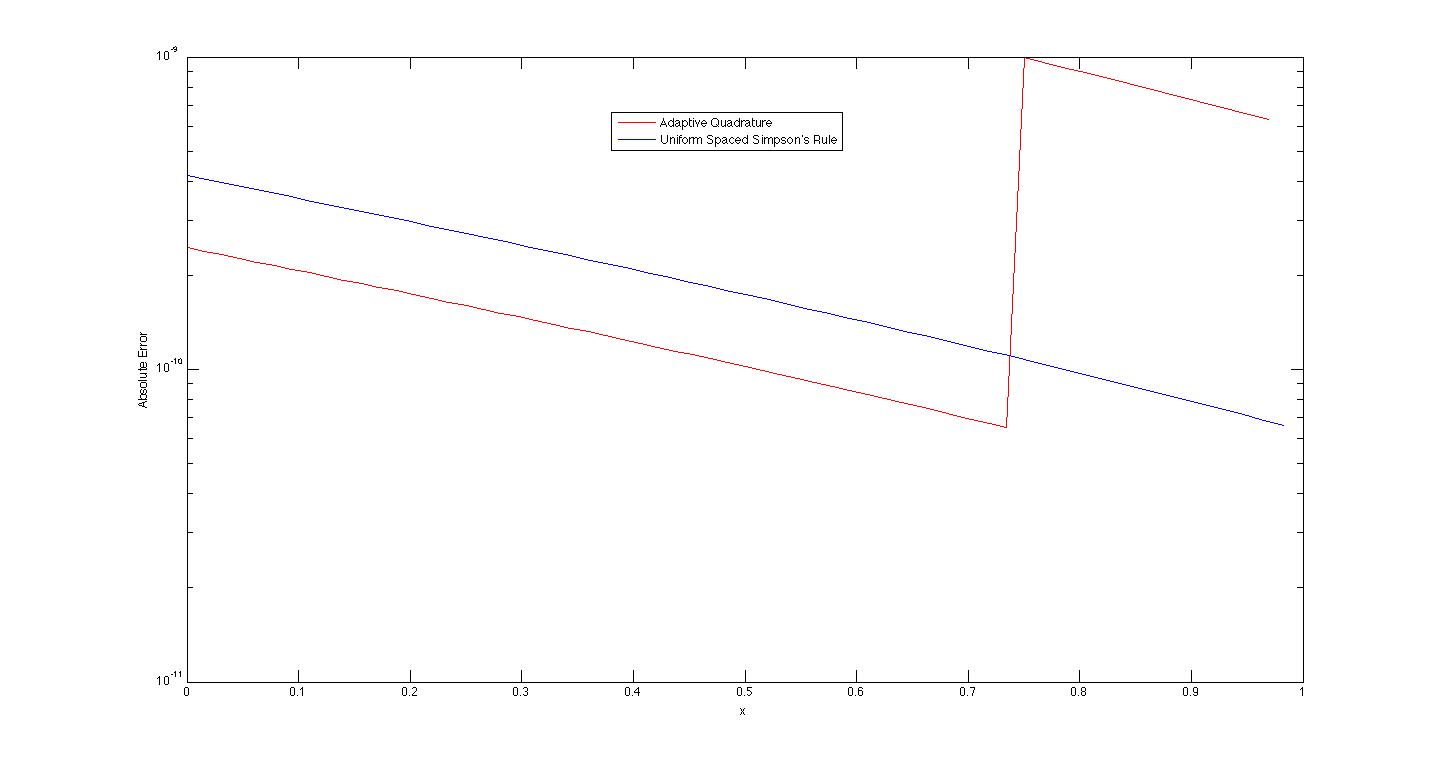 10^-9
Adaptive Quadrature
Uniform Spaced Simpson's Rule
Absolute Error
10^-10
10^-11
0 0.1 0.2 0.3 0.4 0.5 0.6 0.7 0.8 0.9 1
x